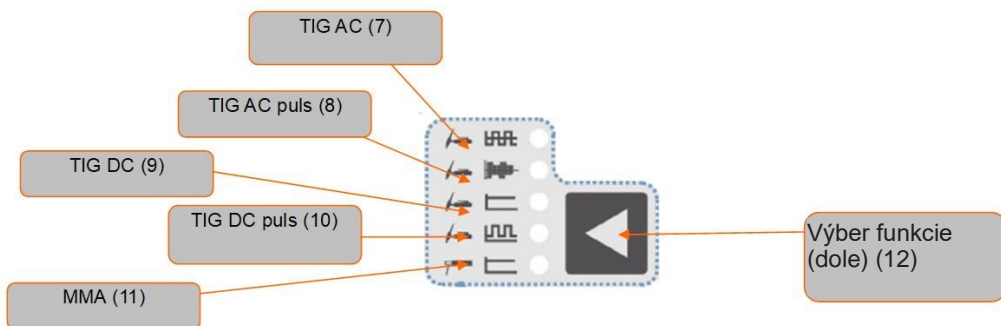 TIG AC (7)
TIG AC puls (8)
TIG DC (9)
TIG DC puls (10)
MMA (11)
Výber funkcie
(dole) (12)